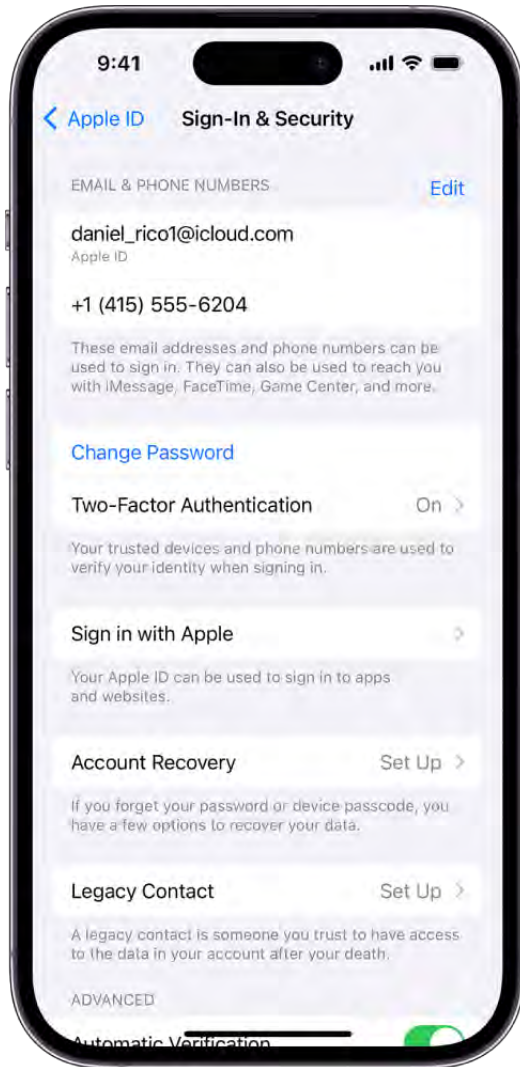 9:41
Apple ID
Sign-In & Security
EMAIL & PHONE NUMBERS
Edit
daniel_rico1@icloud.com
Apple ID
+1 (415) 555-6204
These email addresses and phone numbers can be
used to sign in. They can also be used to reach you
with iMessage, FaceTime, Game Center, and more.
Change Password
Two-Factor Authentication
On
Your trusted devices and phone numbers are used to
verify your identity when signing in.
Sign in with Apple
Your Apple ID can be used to sign in to apps
and websites.
Account Recovery
Set Up
If you forget your password or device passcode, you
have a few options to recover your data.
Legacy Contact
Set Up
A legacy contact is someone you trust to have access
to the data in your account after your death.
ADVANCED
Automatic Verification